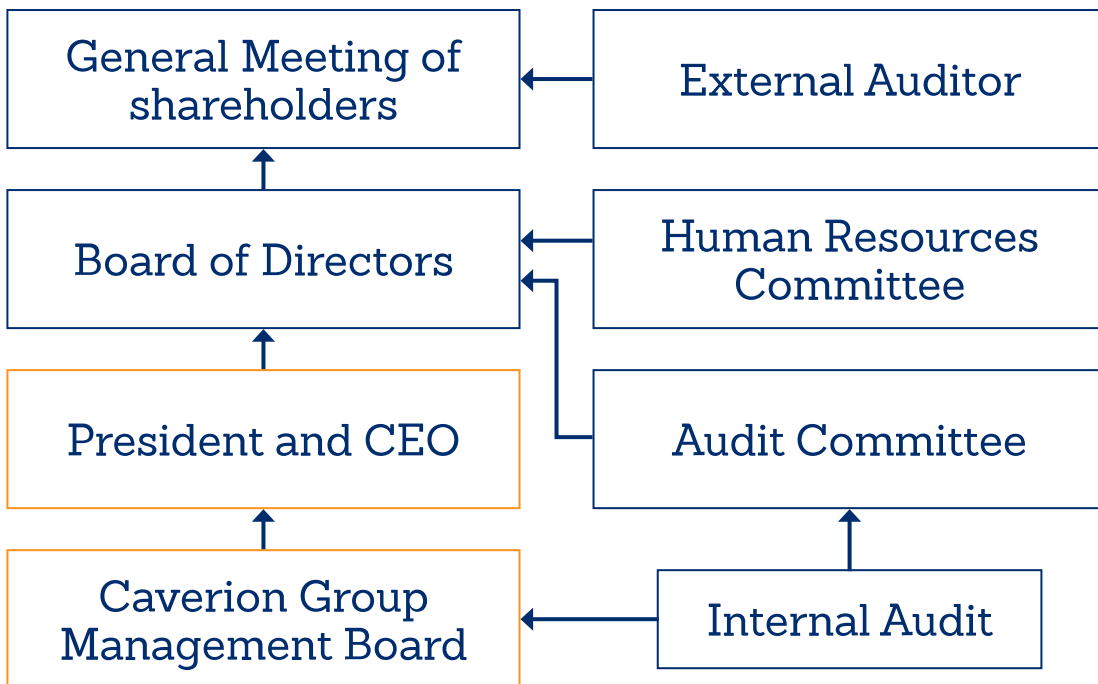 General Meeting of
shareholders
External Auditor
Board of Directors
Human Resources
Committee
President and CEO
Audit Committee
Caverion Group
Management Board
Internal Audit